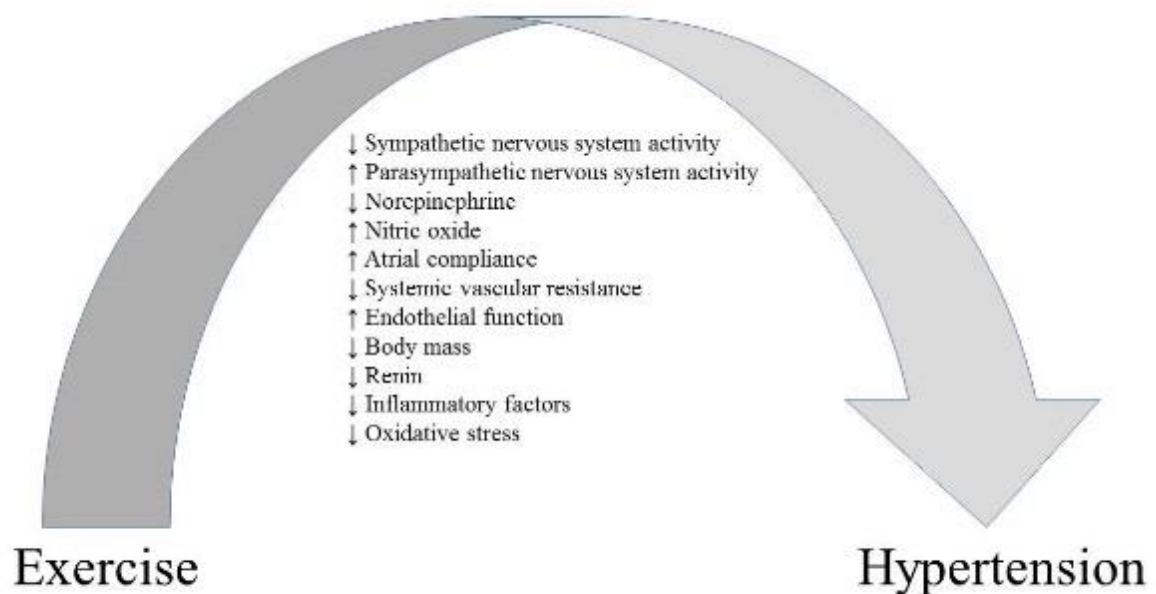 ↓ Sympathetic nervous system activity
↑ Parasympathetic nervous system activity
↓ Norepinephrine
↑ Nitric oxide
↑ Atrial compliance
↓ Systemic vascular resistance
↑ Endothelial function
↓ Body mass
↓ Renin
↓ Inflammatory factors
↓ Oxidative stress
Exercise
Hypertension